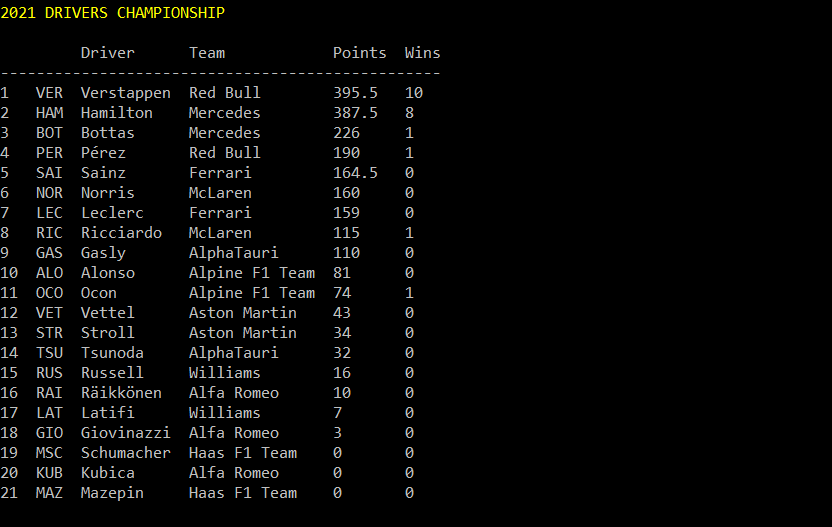 2021 DRIVERS CHAMPIONSHIP
Driver Team Points Wins
-------------------------------------------------
1 VER Verstappen Red Bull 395.5 10
2 HAM Hamilton Mercedes 387.5 8
3 BOT Bottas Mercedes 226 1
4 PER Pérez Red Bull 190 1
5 SAI Sainz Ferrari 164.5 0
6 NOR Norris McLaren 160 0
7 LEC Leclerc Ferrari 159 0
8 RIC Ricciardo McLaren 115 1
9 GAS Gasly AlphaTauri 110 0
10 ALO Alonso Alpine F1 Team 81 0
11 OCO Ocon Alpine F1 Team 74 1
12 VET Vettel Aston Martin 43 0
13 STR Stroll Aston Martin 34 0
14 TSU Tsunoda AlphaTauri 32 0
15 RUS Russell Williams 16 0
16 RAI Räikkönen Alfa Romeo 10 0
17 LAT Latifi Williams 7 0
18 GIO Giovinazzi Alfa Romeo 3 0
19 MSC Schumacher Haas F1 Team 0 0
20 KUB Kubica Alfa Romeo 0 0
21 MAZ Mazepin Haas F1 Team 0 0